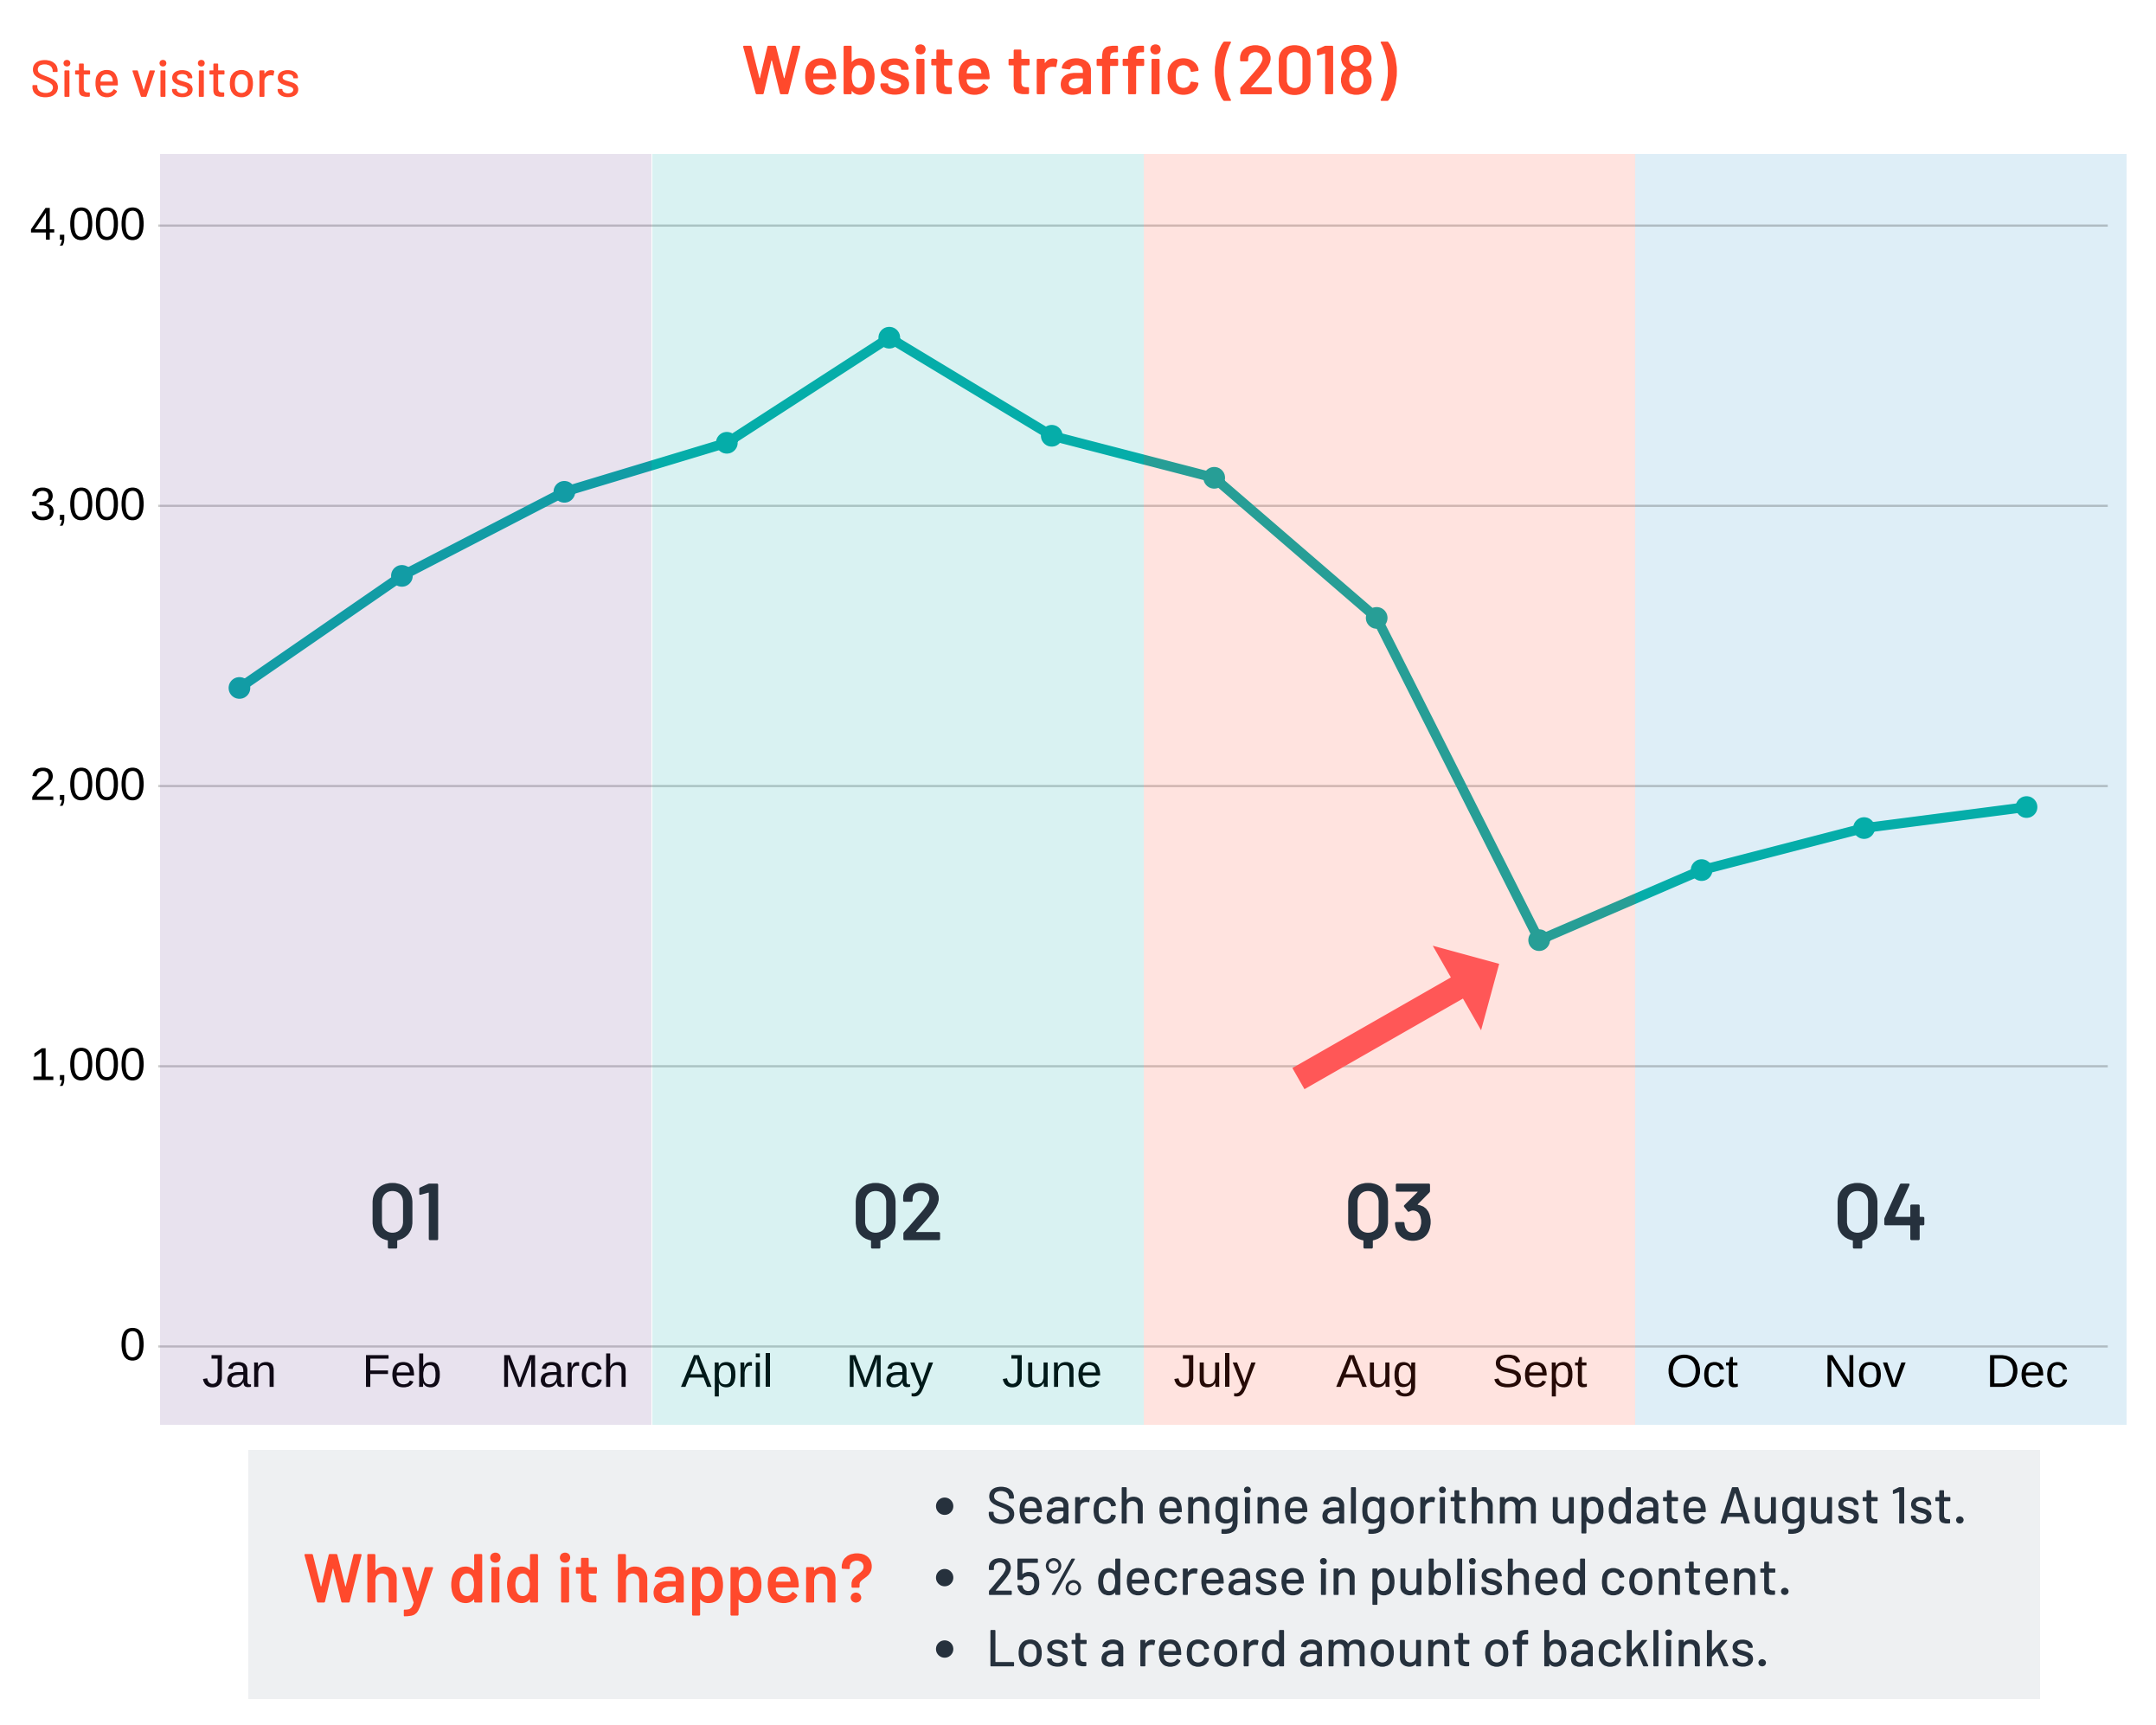 Site visitors
Website traffic (2018)
4,000
3,000
2,000
1,000
0
Q1
Q2
Q3
Q4
Jan
Feb
March
April
May
June
July
Aug
Sept
Oct
Nov
Dec
Why did it happen?
• Search engine algorithm update August 1st.
• 25% decrease in published content.
• Lost a record amount of backlinks.